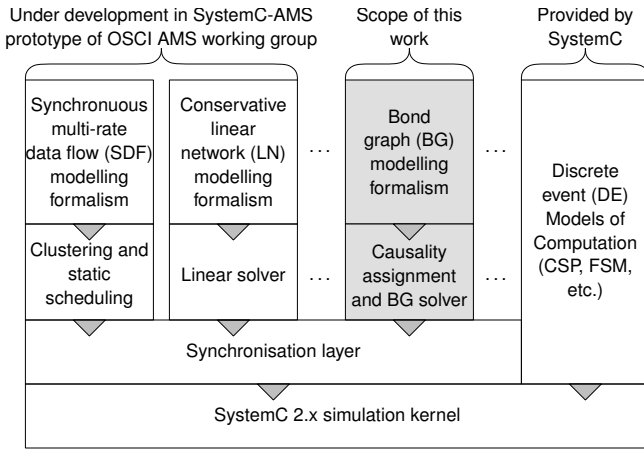 Under development in SystemC-AMS
prototype of OSCI AMS working group
Scope of this
work
Provided by
SystemC
Synchronuous
multi-rate
data flow (SDF)
modelling
formalism
Conservative
linear
network (LN)
modelling
formalism
...
Bond
graph (BG)
modelling
formalism
...
Discrete
event (DE)
Models of
Computation
(CSP, FSM,
etc.)
Clustering and
static
scheduling
Linear solver
...
Causality
assignment
and BG solver
...
Synchronisation layer
SystemC 2.x simulation kernel